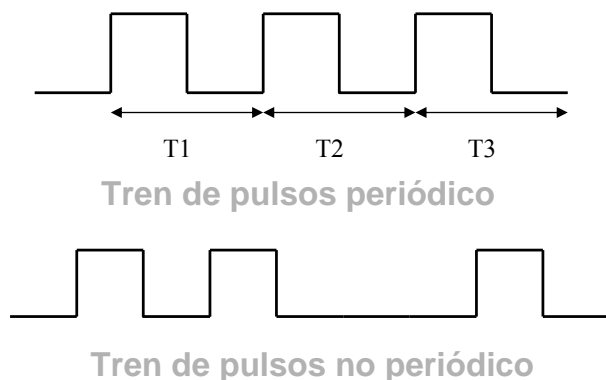 T1 T2 T3
Tren de pulsos periódico
Tren de pulsos no periódico